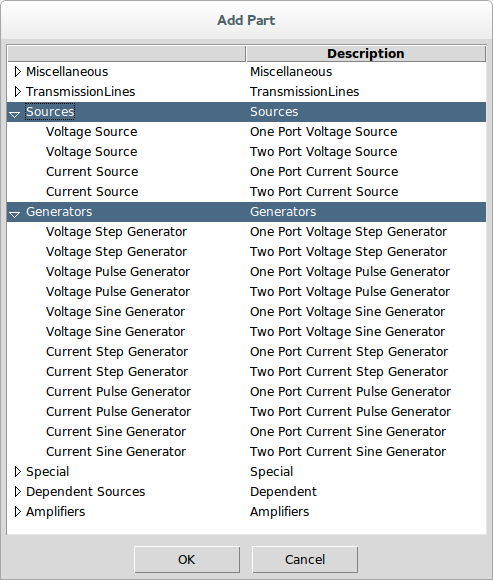 Add Part
Description
Miscellaneous Miscellaneous
TransmissionLines TransmissionLines
Sources Sources
Voltage Source One Port Voltage Source
Voltage Source Two Port Voltage Source
Current Source One Port Current Source
Current Source Two Port Current Source
Generators Generators
Voltage Step Generator One Port Voltage Step Generator
Voltage Step Generator Two Port Voltage Step Generator
Voltage Pulse Generator One Port Voltage Pulse Generator
Voltage Pulse Generator Two Port Voltage Pulse Generator
Voltage Sine Generator One Port Voltage Sine Generator
Voltage Sine Generator Two Port Voltage Sine Generator
Current Step Generator One Port Current Step Generator
Current Step Generator Two Port Current Step Generator
Current Pulse Generator One Port Current Pulse Generator
Current Pulse Generator Two Port Current Pulse Generator
Current Sine Generator One Port Current Sine Generator
Current Sine Generator Two Port Current Sine Generator
Special Special
Dependent Sources Dependent
Amplifiers Amplifiers
OK Cancel